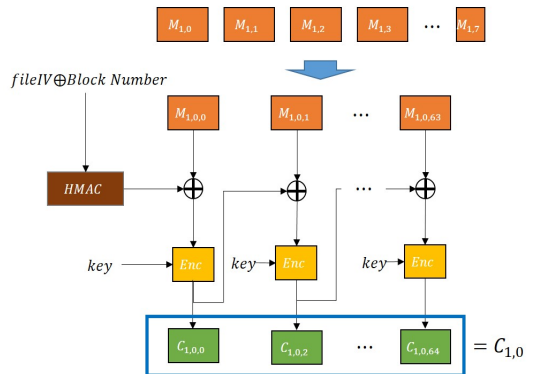 M1,0 M1,1 M1,2 M1,3 ⋯ M1,7
fileIV⊕Block Number
M1,0,0 M1,0,1 ⋯ M1,0,63
HMAC ⋯
key Enc key Enc key Enc
C1,0,0 C1,0,2 ⋯ C1,0,64 = C1,0